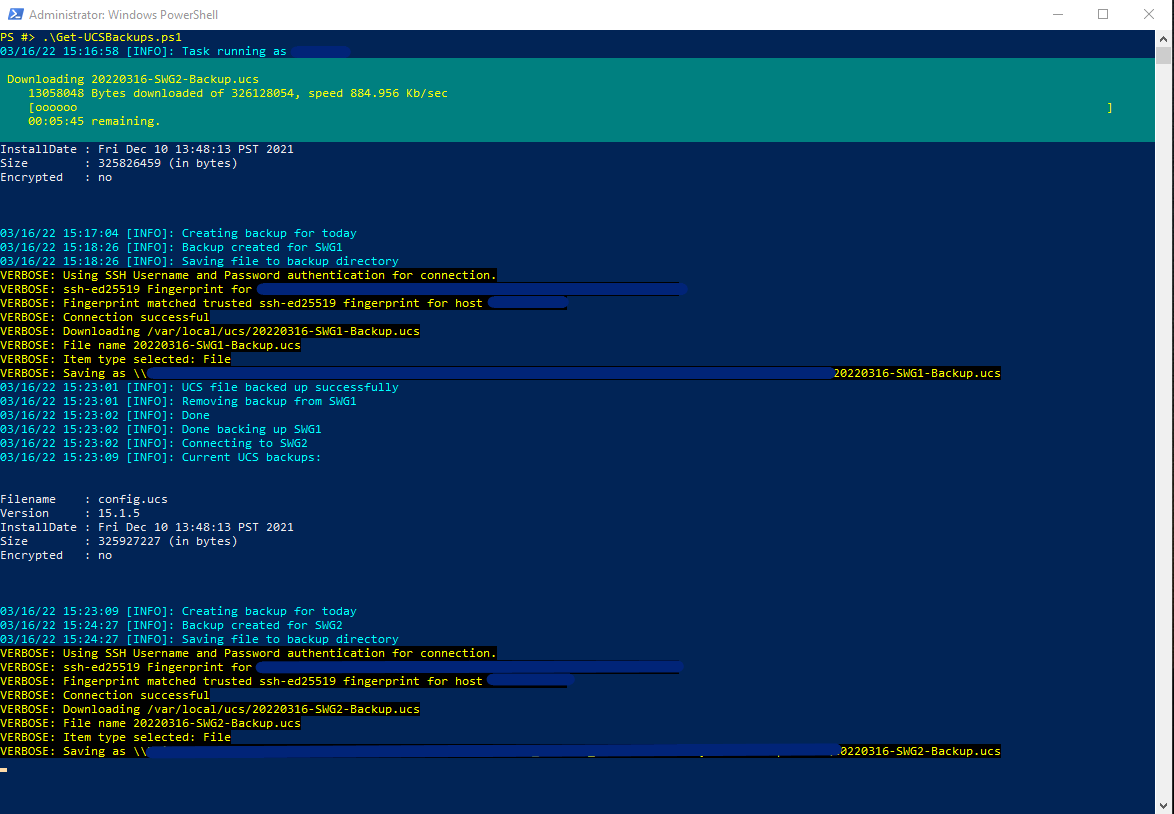 Administrator: Windows PowerShell
PS #> .\Get-UCSBackups.ps1
03/16/22 15:16:58 [INFO]: Task running as
Downloading 20220316-SWG2-Backup.ucs
13058048 Bytes downloaded of 326128054, speed 884.956 Kb/sec
[oooooo ]
00:05:45 remaining.
InstallDate : Fri Dec 10 13:48:13 PST 2021
Size : 325826459 (in bytes)
Encrypted : no
03/16/22 15:17:04 [INFO]: Creating backup for today
03/16/22 15:18:26 [INFO]: Backup created for SWG1
03/16/22 15:18:26 [INFO]: Saving file to backup directory
VERBOSE: Using SSH Username and Password authentication for connection.
VERBOSE: ssh-ed25519 Fingerprint for
VERBOSE: Fingerprint matched trusted ssh-ed25519 fingerprint for host
VERBOSE: Connection successful
VERBOSE: Downloading /var/local/ucs/20220316-SWG1-Backup.ucs
VERBOSE: File name 20220316-SWG1-Backup.ucs
VERBOSE: Item type selected: File
VERBOSE: Saving as \\ 20220316-SWG1-Backup.ucs
03/16/22 15:23:01 [INFO]: UCS file backed up successfully
03/16/22 15:23:01 [INFO]: Removing backup from SWG1
03/16/22 15:23:02 [INFO]: Done
03/16/22 15:23:02 [INFO]: Done backing up SWG1
03/16/22 15:23:02 [INFO]: Connecting to SWG2
03/16/22 15:23:09 [INFO]: Current UCS backups:
Filename : config.ucs
Version : 15.1.5
InstallDate : Fri Dec 10 13:48:13 PST 2021
Size : 325927227 (in bytes)
Encrypted : no
03/16/22 15:23:09 [INFO]: Creating backup for today
03/16/22 15:24:27 [INFO]: Backup created for SWG2
03/16/22 15:24:27 [INFO]: Saving file to backup directory
VERBOSE: Using SSH Username and Password authentication for connection.
VERBOSE: ssh-ed25519 Fingerprint for
VERBOSE: Fingerprint matched trusted ssh-ed25519 fingerprint for host
VERBOSE: Connection successful
VERBOSE: Downloading /var/local/ucs/20220316-SWG2-Backup.ucs
VERBOSE: File name 20220316-SWG2-Backup.ucs
VERBOSE: Item type selected: File
VERBOSE: Saving as \\ 20220316-SWG2-Backup.ucs